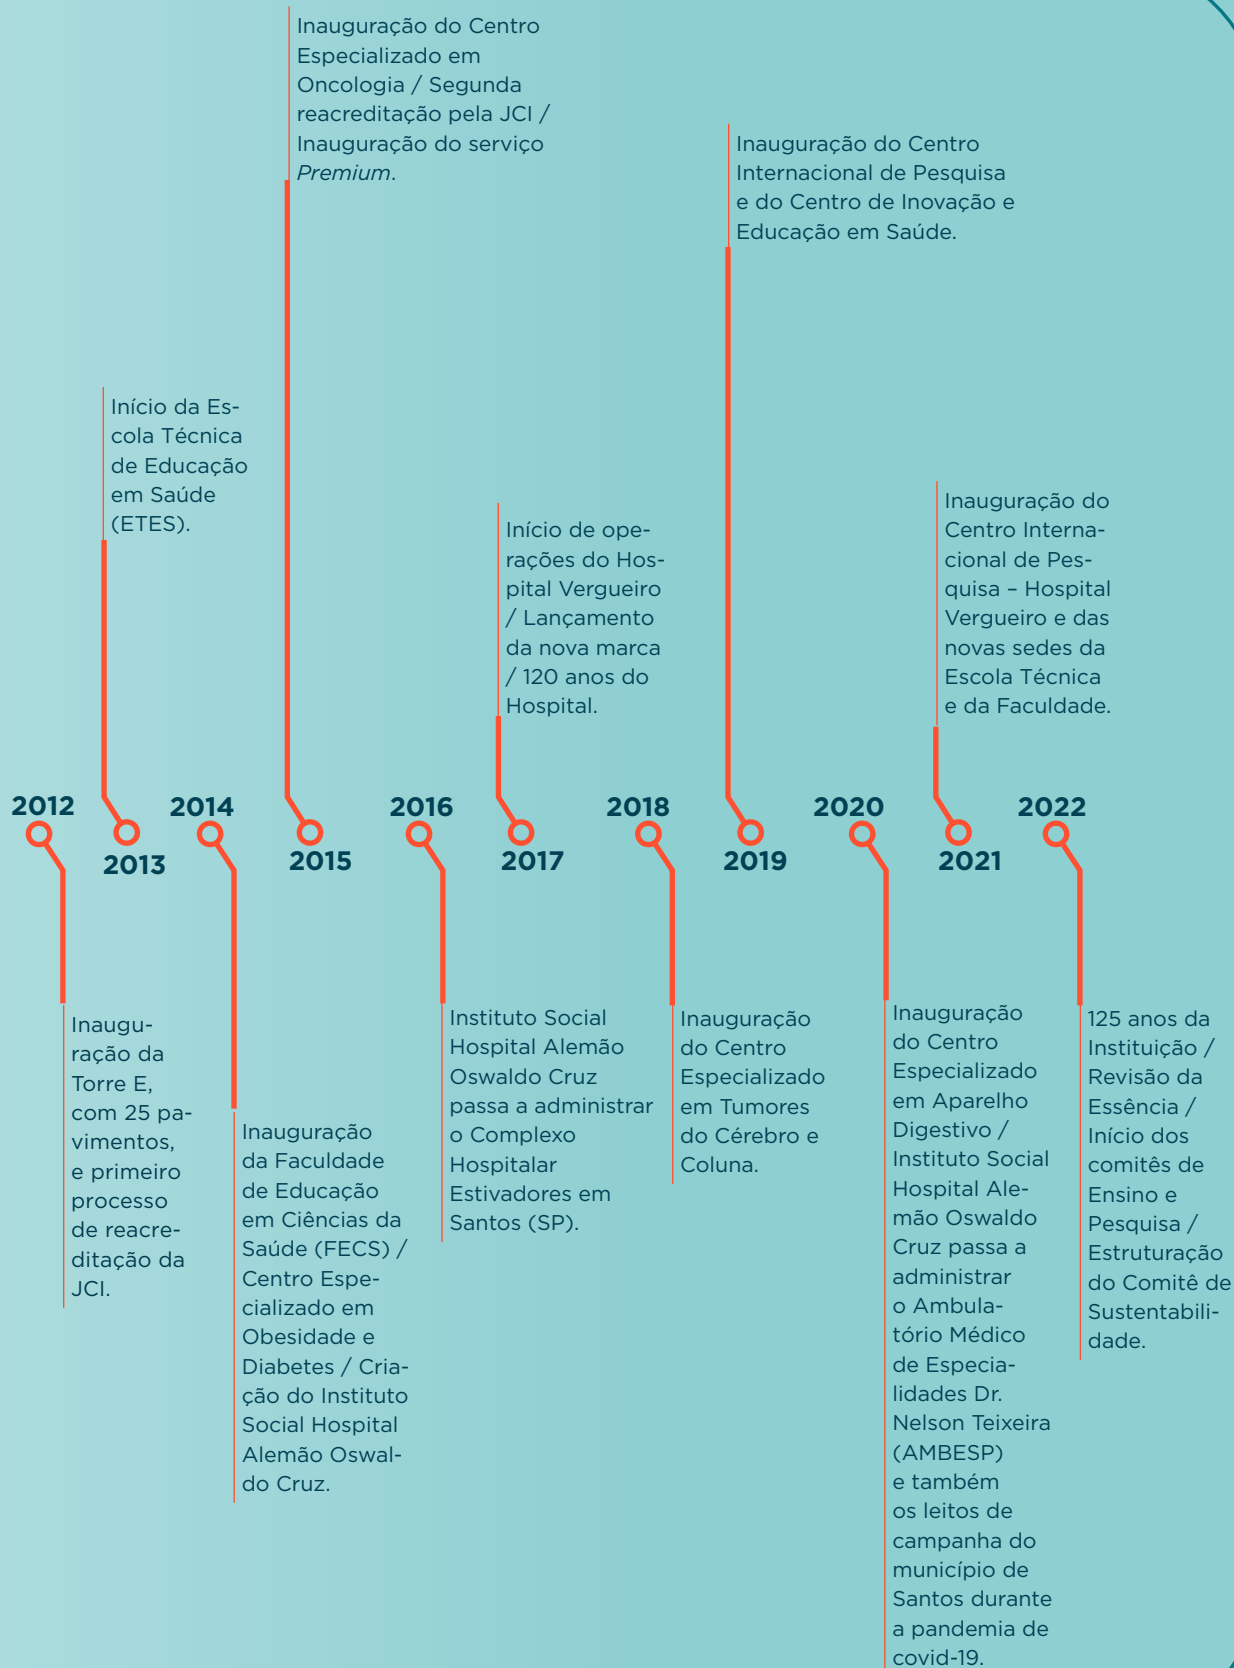 Inauguração do Centro
Especializado em
Oncologia / Segunda
reacreditação pela JCI /
Inauguração do serviço
Premium.
Inauguração do Centro
Internacional de Pesquisa
e do Centro de Inovação e
Educação em Saúde.
Início da Es-
cola Técnica
de Educação
em Saúde
(ETES).
Início de ope-
rações do Hos-
pital Vergueiro
/ Lançamento
da nova marca
/ 120 anos do
Hospital.
Inauguração do
Centro Interna-
cional de Pes-
quisa – Hospital
Vergueiro e das
novas sedes da
Escola Técnica
e da Faculdade.
2012
2013
2014
2015
2016
2017
2018
2019
2020
2021
2022
Inaugu-
ração da
Torre E,
com 25 pa-
vimentos,
e primeiro
processo
de reacre-
ditação da
JCI.
Inauguração
da Faculdade
de Educação
em Ciências da
Saúde (FECS) /
Centro Espe-
cializado em
Obesidade e
Diabetes / Cria-
ção do Instituto
Social Hospital
Alemão Oswal-
do Cruz.
Instituto Social
Hospital Alemão
Oswaldo Cruz
passa a administrar
o Complexo
Hospitalar
Estivadores em
Santos (SP).
Inauguração
do Centro
Especializado
em Tumores
do Cérebro e
Coluna.
Inauguração
do Centro
Especializado
em Aparelho
Digestivo /
Instituto Social
Hospital Ale-
mão Oswaldo
Cruz passa a
administrar
o Ambula-
tório Médico
de Especia-
lidades Dr.
Nelson Teixeira
(AMBESP)
e também
os leitos de
campanha do
município de
Santos durante
a pandemia de
covid-19.
125 anos da
Instituição /
Revisão da
Essência /
Início dos
comitês de
Ensino e
Pesquisa /
Estruturação
do Comitê de
Sustentabili-
dade.